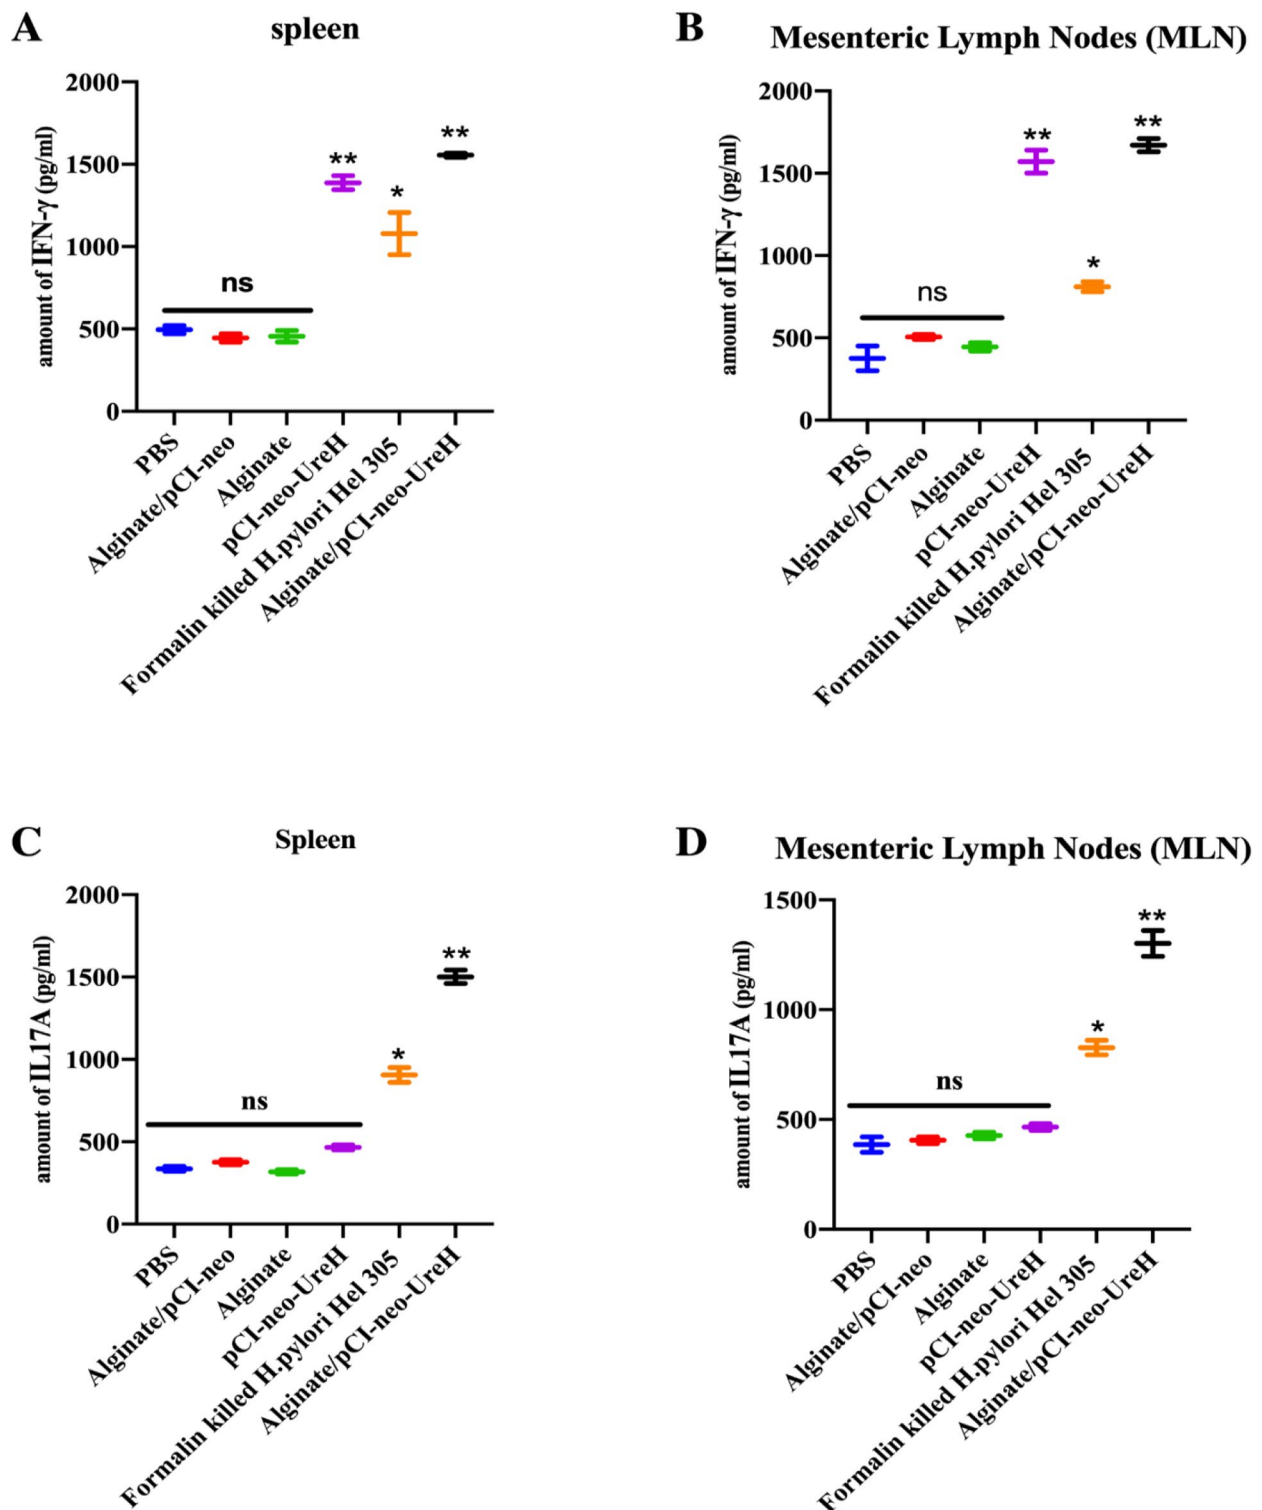 A
spleen
amount of IFN-γ (pg/ml)
2000
1500
1000
500
0
ns
**
*
**
PBS
Alginate/pCI-neo
Alginate
pCI-neo-UreH
Formalin killed H.pylori Hel 305
Alginate/pCI-neo-UreH
B
Mesenteric Lymph Nodes (MLN)
amount of IFN-γ (pg/ml)
2000
1500
1000
500
0
ns
**
*
**
PBS
Alginate/pCI-neo
Alginate
pCI-neo-UreH
Formalin killed H.pylori Hel 305
Alginate/pCI-neo-UreH
C
Spleen
amount of IL17A (pg/ml)
2000
1500
1000
500
0
ns
*
**
PBS
Alginate/pCI-neo
Alginate
pCI-neo-UreH
Formalin killed H.pylori Hel 305
Alginate/pCI-neo-UreH
D
Mesenteric Lymph Nodes (MLN)
amount of IL17A (pg/ml)
1500
1000
500
0
ns
*
**
PBS
Alginate/pCI-neo
Alginate
pCI-neo-UreH
Formalin killed H.pylori Hel 305
Alginate/pCI-neo-UreH